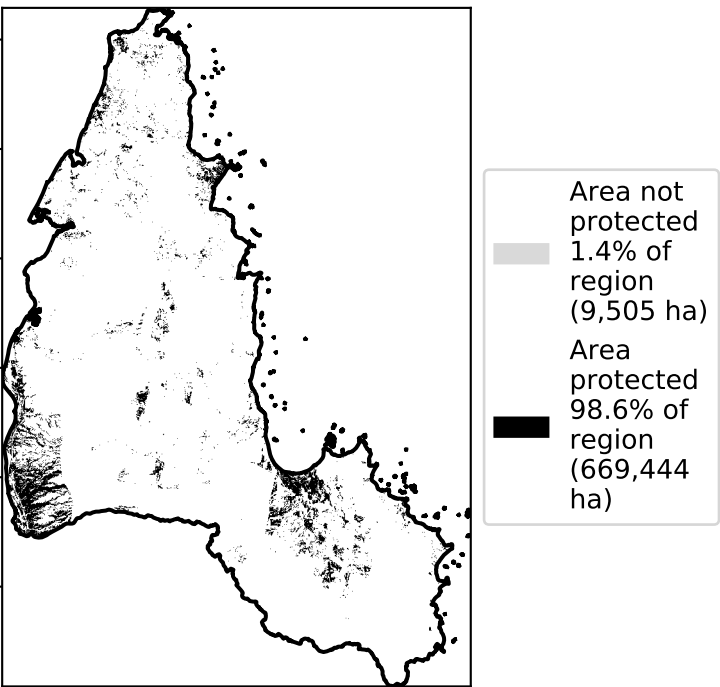 Area not
protected
1.4% of
region
(9,505 ha)
Area
protected
98.6% of
region
(669,444
ha)